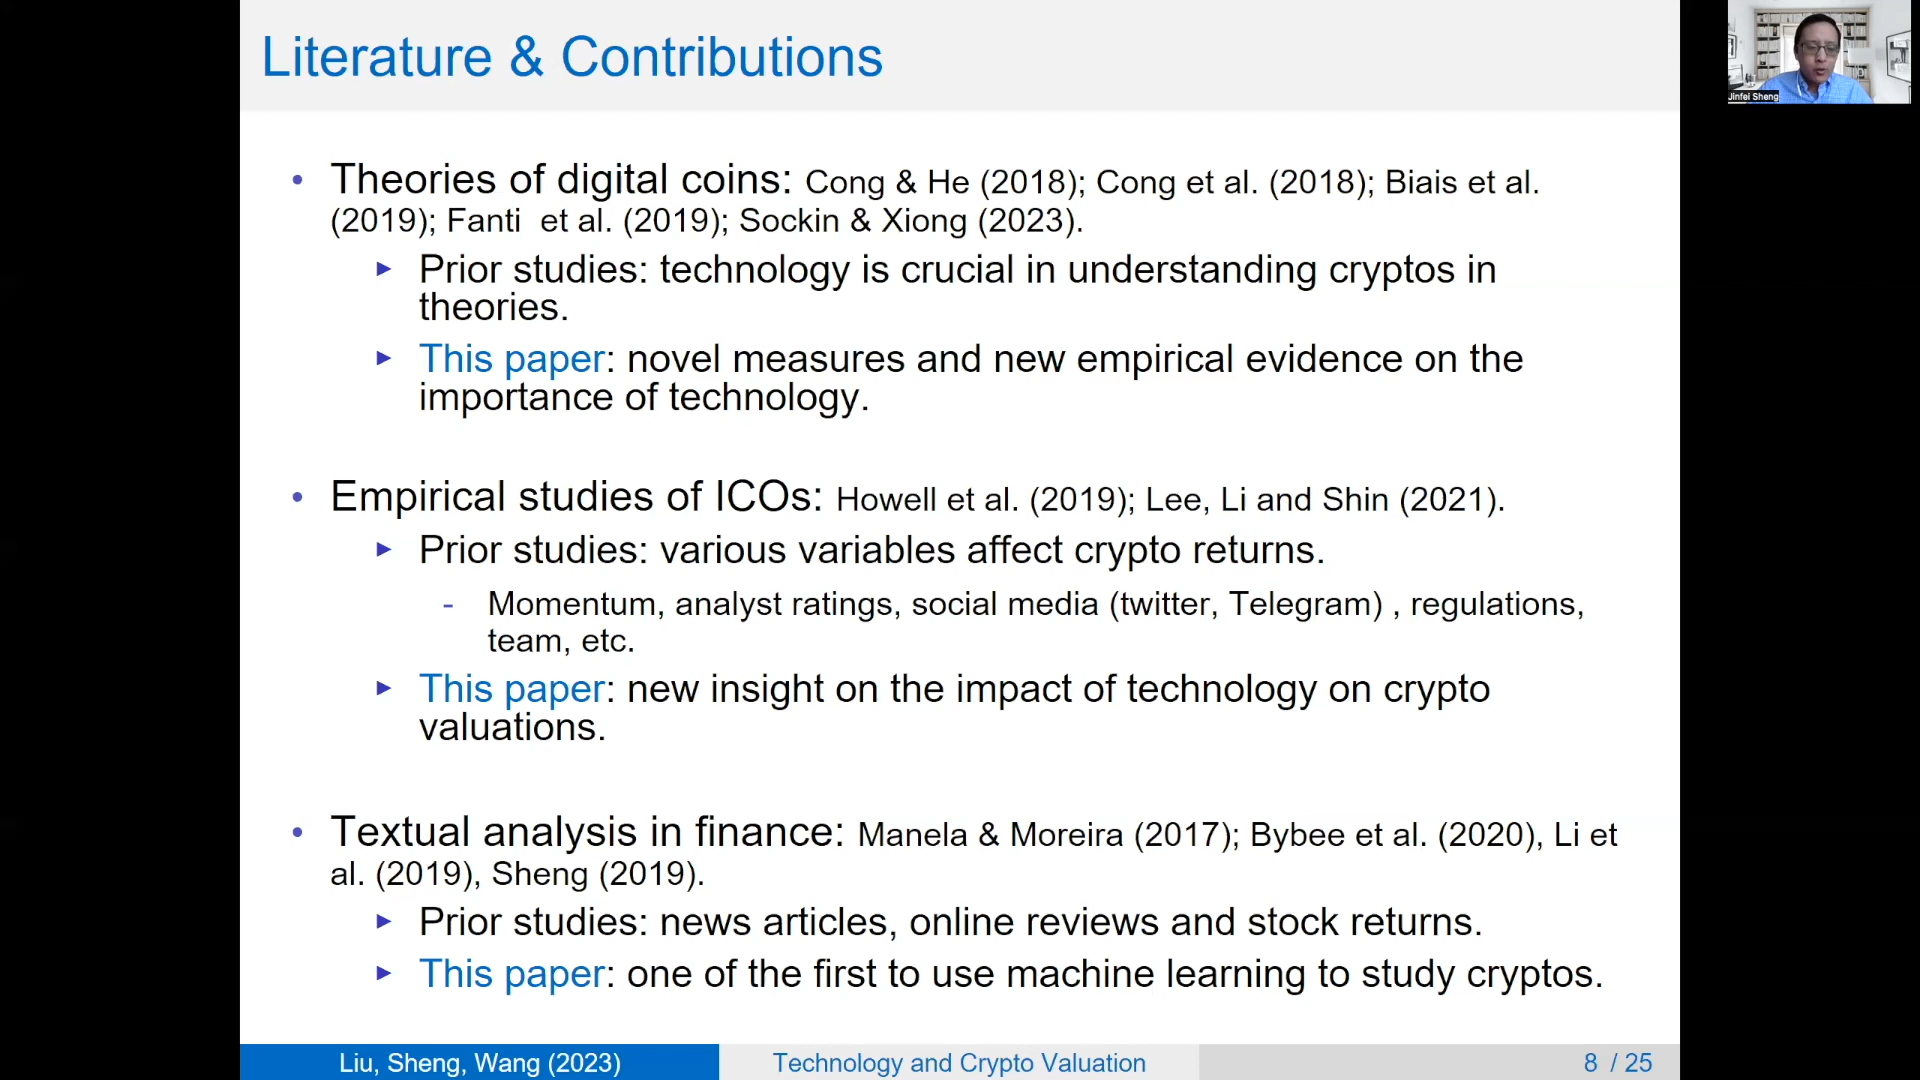 Literature & Contributions
Jinfei Sheng
• Theories of digital coins: Cong & He (2018); Cong et al. (2018); Biais et al.
(2019); Fanti et al. (2019); Sockin & Xiong (2023).
► Prior studies: technology is crucial in understanding cryptos in
theories.
► This paper: novel measures and new empirical evidence on the
importance of technology.
• Empirical studies of ICOs: Howell et al. (2019); Lee, Li and Shin (2021).
► Prior studies: various variables affect crypto returns.
- Momentum, analyst ratings, social media (twitter, Telegram) , regulations,
team, etc.
► This paper: new insight on the impact of technology on crypto
valuations.
• Textual analysis in finance: Manela & Moreira (2017); Bybee et al. (2020), Li et
al. (2019), Sheng (2019).
► Prior studies: news articles, online reviews and stock returns.
► This paper: one of the first to use machine learning to study cryptos.
Liu, Sheng, Wang (2023)
Technology and Crypto Valuation
8 / 25